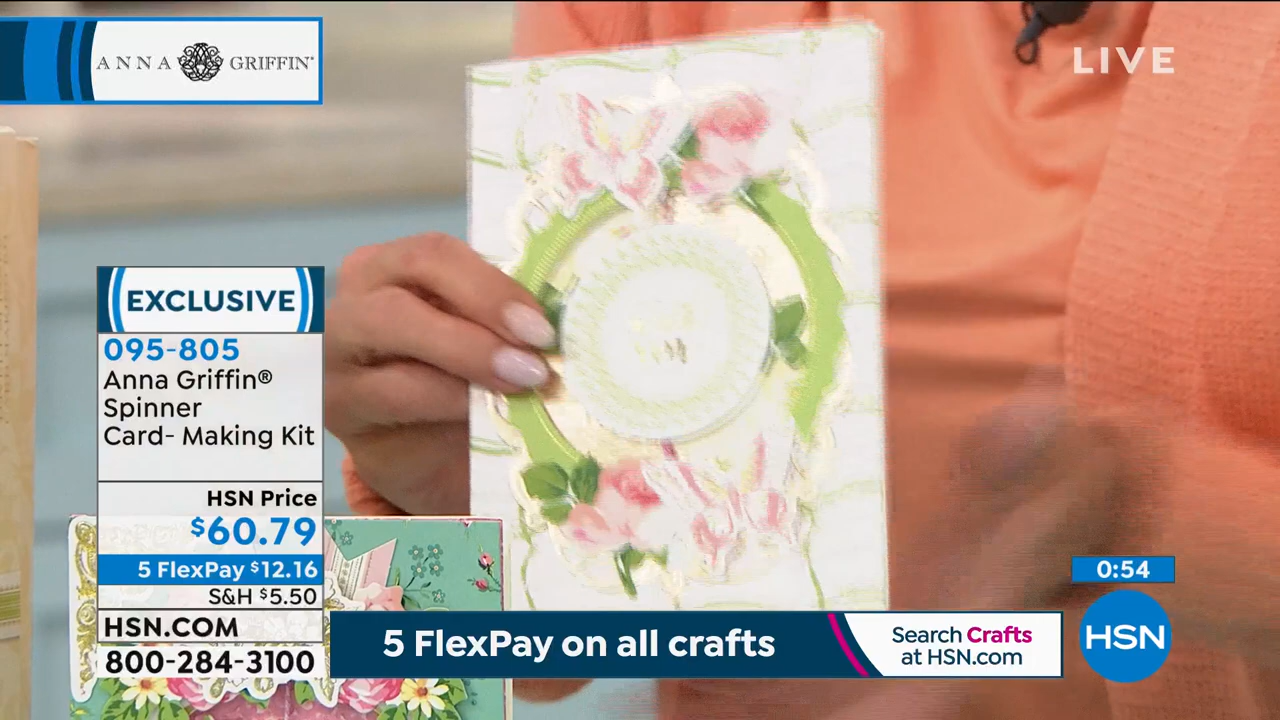 ANNA GRIFFIN®
LIVE
EXCLUSIVE
095-805
Anna Griffin®
Spinner
Card- Making Kit
HSN Price
$60.79
5 FlexPay $12.16
S&H $5.50
HSN.COM
800-284-3100
5 FlexPay on all crafts
Search Crafts
at HSN.com
0:54
HSN